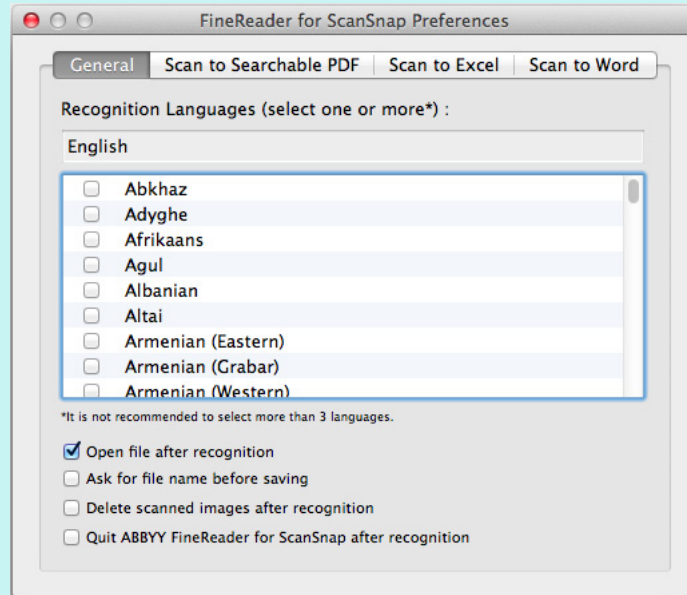 FineReader for ScanSnap Preferences
General Scan to Searchable PDF Scan to Excel Scan to Word
Recognition Languages (select one or more*) :
English
Abkhaz
Adyghe
Afrikaans
Agul
Albanian
Altai
Armenian (Eastern)
Armenian (Grabar)
Armenian (Western)
*It is not recommended to select more than 3 languages.
Open file after recognition
Ask for file name before saving
Delete scanned images after recognition
Quit ABBYY FineReader for ScanSnap after recognition